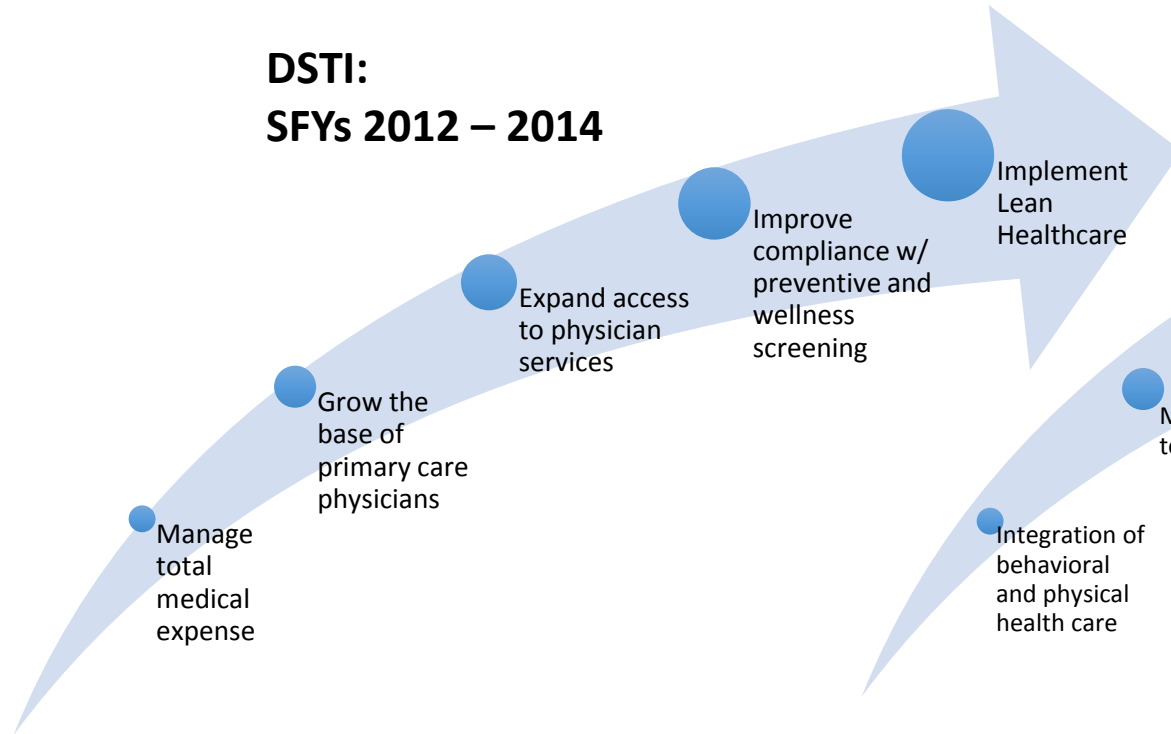 DSTI:
SFYs 2012 – 2014
Manage
total
medical
expense
Grow the
base of
primary care
physicians
Expand access
to physician
services
Improve
compliance w/
preventive and
wellness
screening
Implement
Lean
Healthcare
Integration of
behavioral
and physical
health care